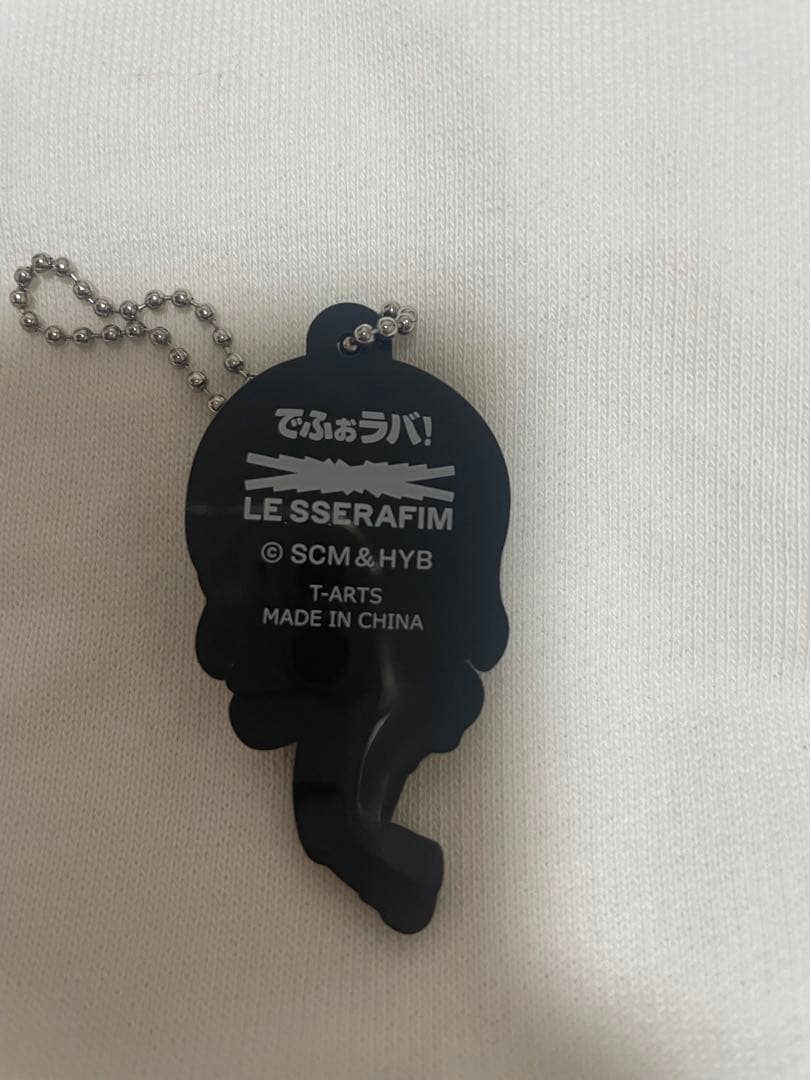 でふぉラバ!
LE SSERAFIM
© SCM & HYB
T-ARTS
MADE IN CHINA